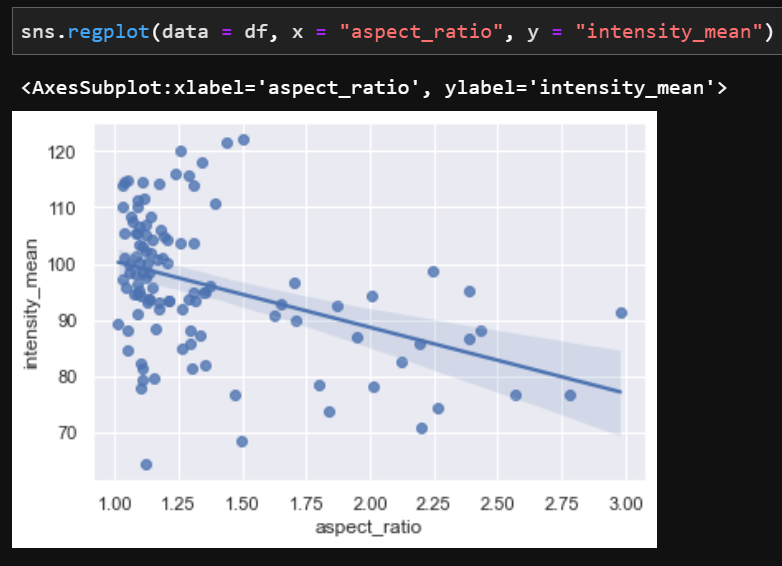 sns.regplot(data = df, x = "aspect_ratio", y = "intensity_mean")
<AxesSubplot:xlabel='aspect_ratio', ylabel='intensity_mean'>
120
110
100
90
80
70
intensity_mean
1.00 1.25 1.50 1.75 2.00 2.25 2.50 2.75 3.00
aspect_ratio